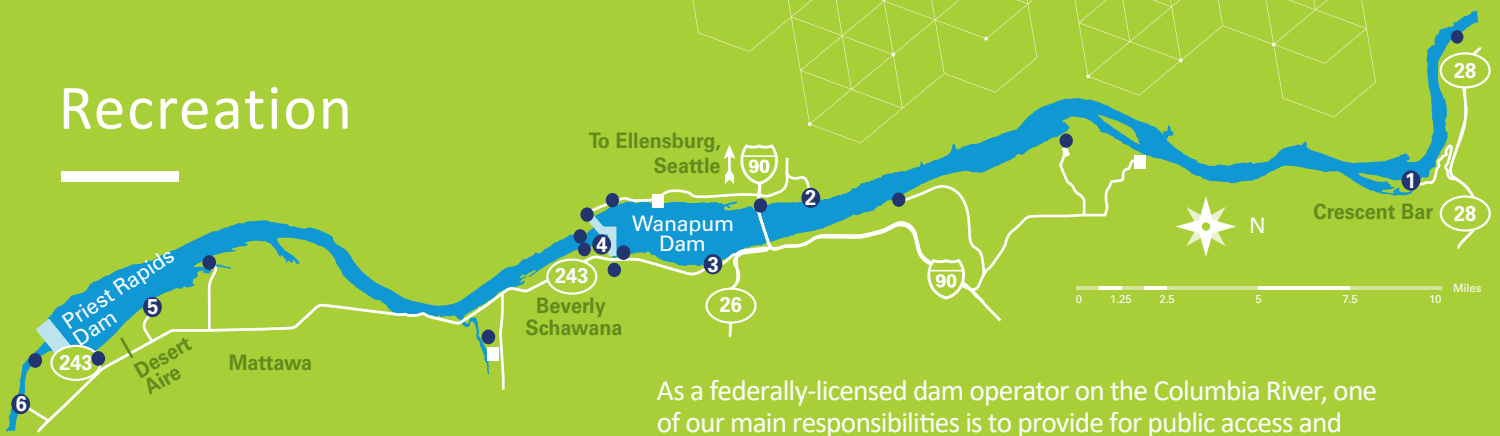 Recreation
To Ellensburg,
Seattle
90
28
2
1
Crescent Bar
28
N
Wanapum
Dam
4
3
243
Beverly
Schawana
26
90
0 1.25 2.5 5 7.5 10 Miles
Priest Rapids
Dam
5
243
Desert
Aire
Mattawa
6
As a federally-licensed dam operator on the Columbia River, one
of our main responsibilities is to provide for public access and